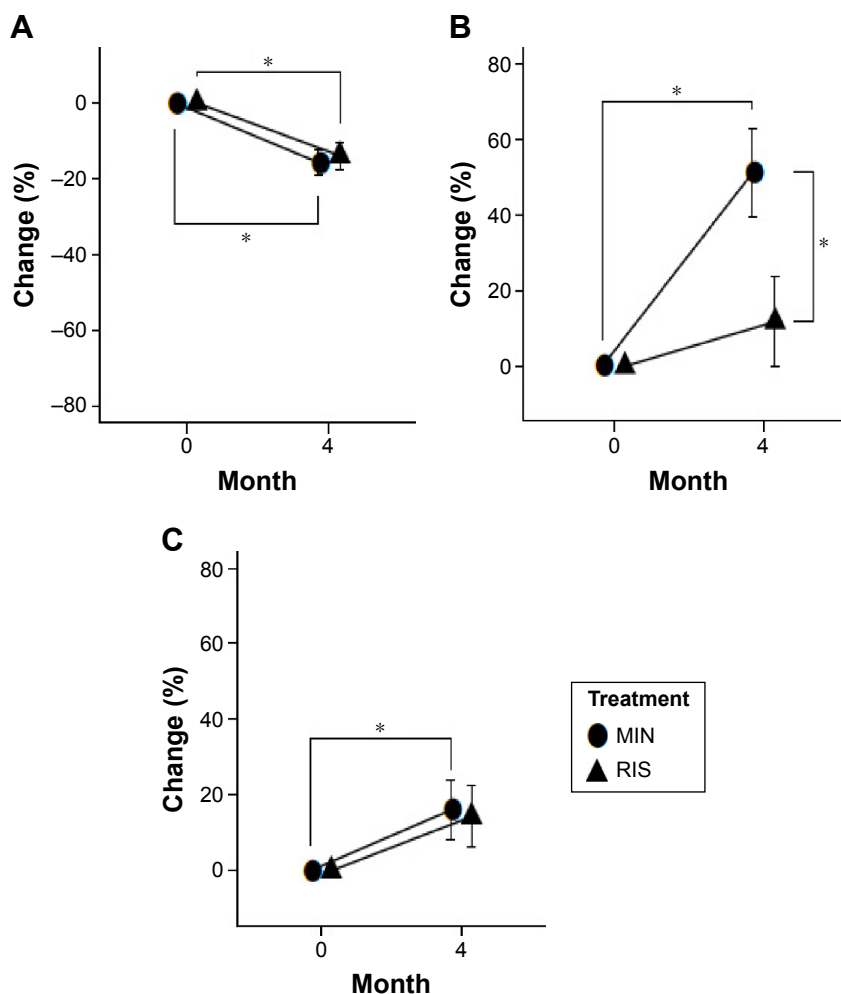 A
*
0
–20
–40
–60
–80
*
Change (%)
0 4
Month
B
80
60
40
20
0
*
*
Change (%)
0 4
Month
C
80
60
40
20
0
*
Change (%)
0 4
Month
Treatment
MIN
RIS